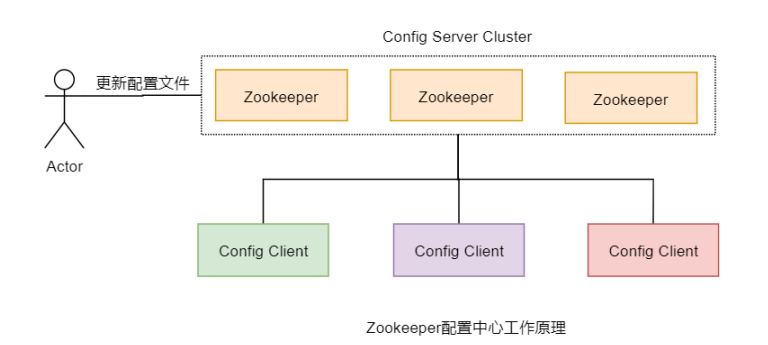 Config Server Cluster
更新配置文件
Zookeeper
Zookeeper
Zookeeper
Actor
Config Client
Config Client
Config Client
Zookeeper配置中心工作原理